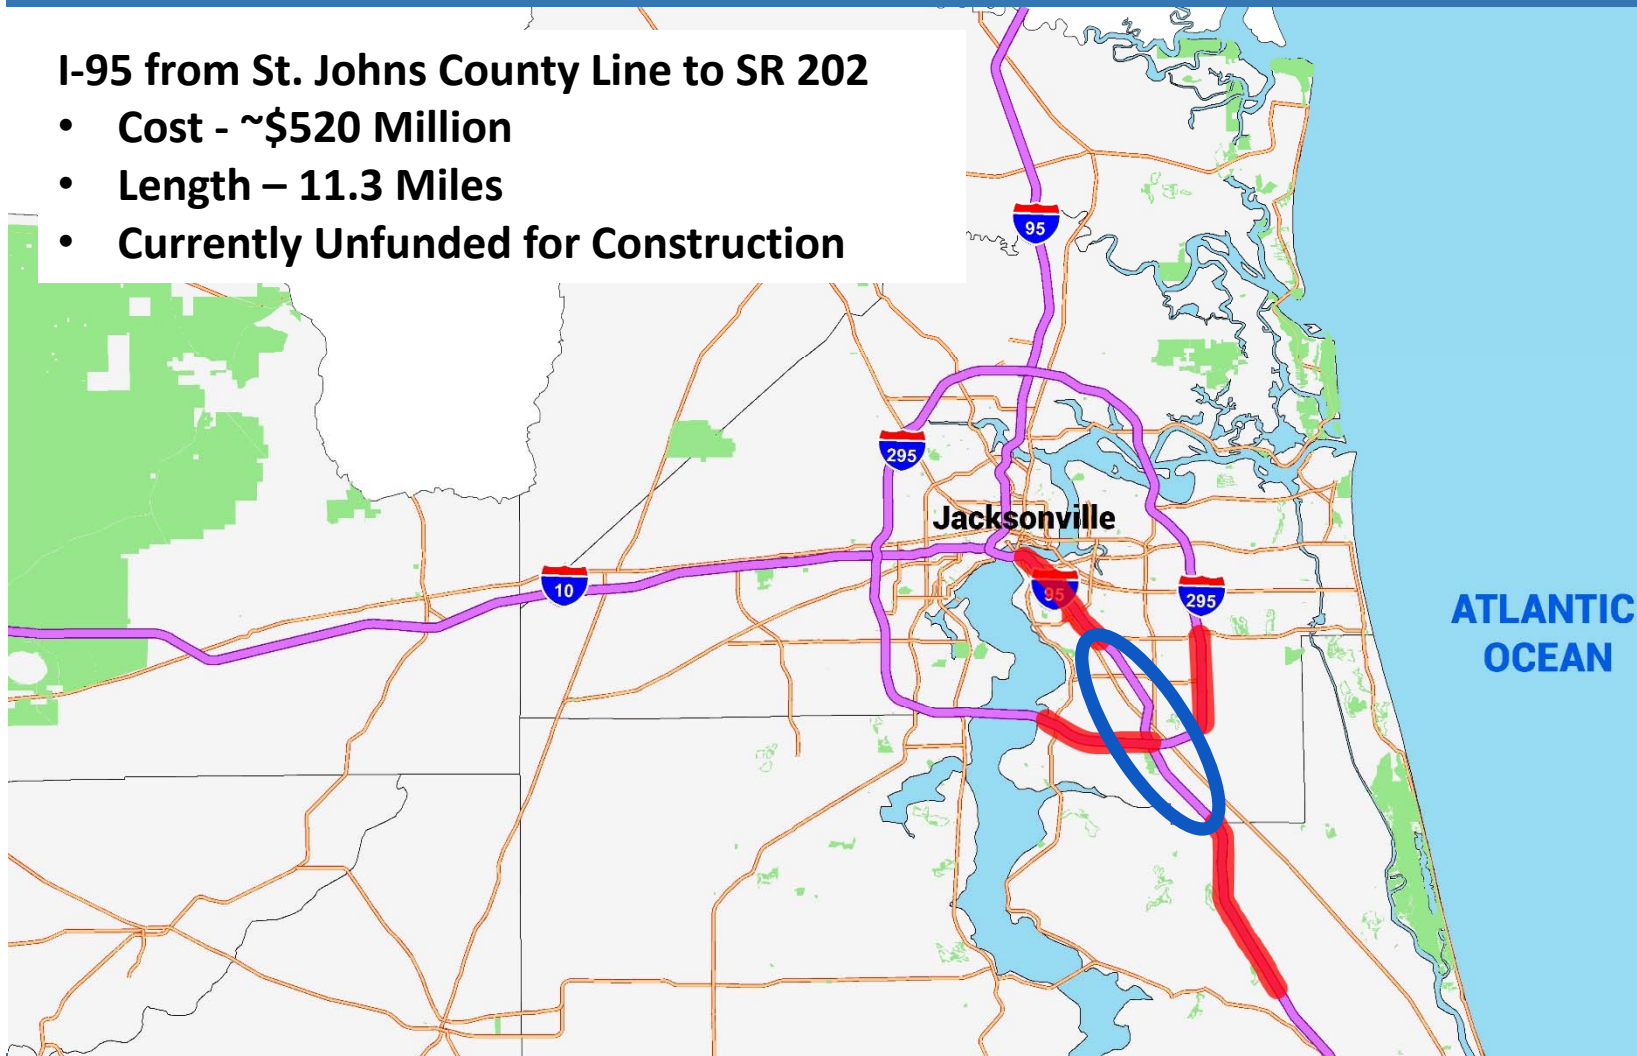 I-95 from St. Johns County Line to SR 202
• Cost - ~$520 Million
• Length – 11.3 Miles
• Currently Unfunded for Construction
95
295
Jacksonville
10
95
295
ATLANTIC
OCEAN